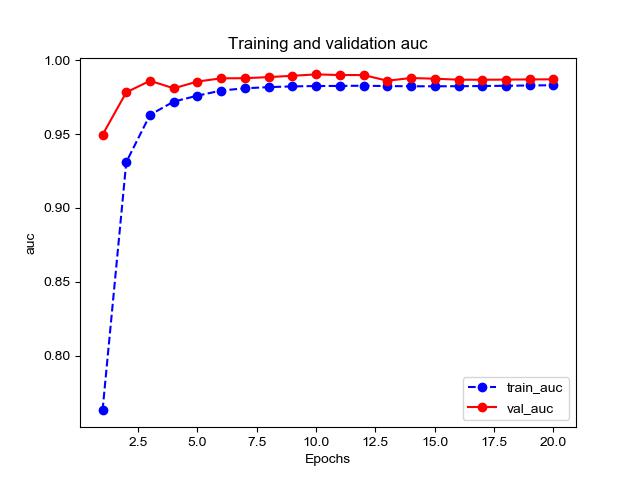 Training and validation auc
1.00
0.95
0.90
0.85
0.80
auc
2.5 5.0 7.5 10.0 12.5 15.0 17.5 20.0
Epochs
train_auc
val_auc